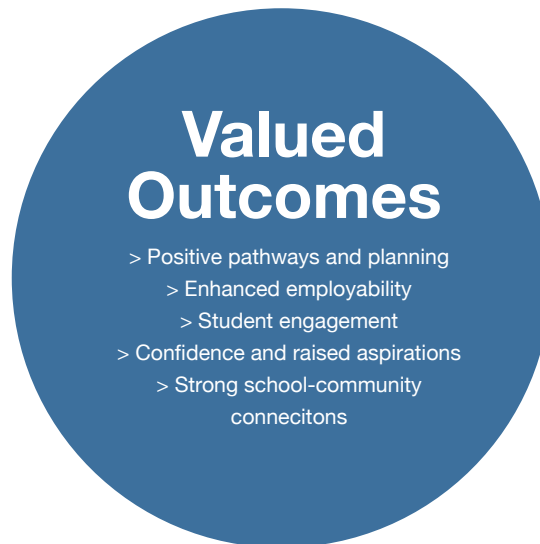 Valued
Outcomes
> Positive pathways and planning
> Enhanced employability
> Student engagement
> Confidence and raised aspirations
> Strong school-community
connecitons